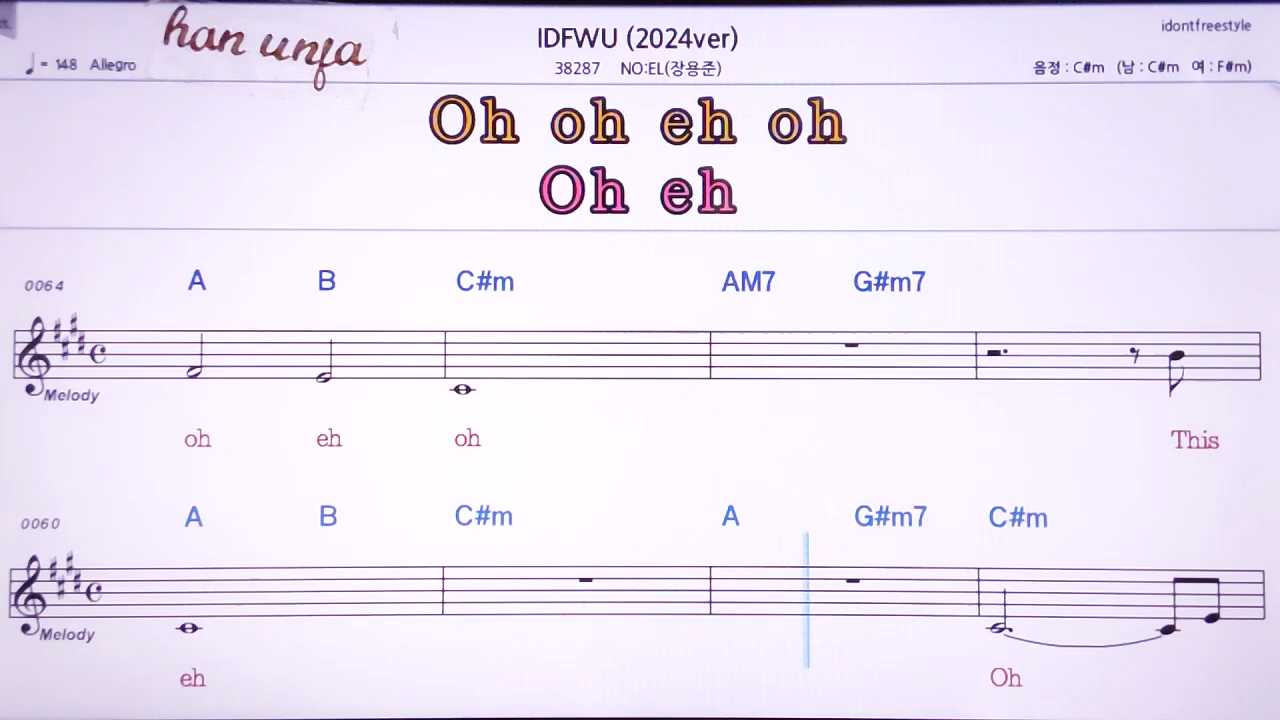 han unfa
IDFWU (2024ver)
idontfreestyle
♩= 148 Allegro
38287 NO:EL(장용준)
음정 : C#m (남 : C#m 여 : F#m)
Oh oh eh oh
Oh eh
0064 A B C#m AM7 G#m7
Melody
oh eh oh This
0060 A B C#m A G#m7 C#m
Melody
eh Oh